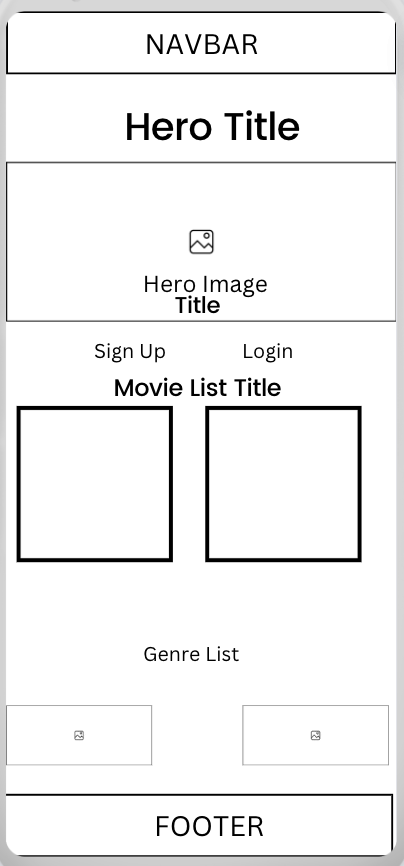 NAVBAR
Hero Title
Hero Image
Title
Sign Up
Login
Movie List Title
Genre List
FOOTER